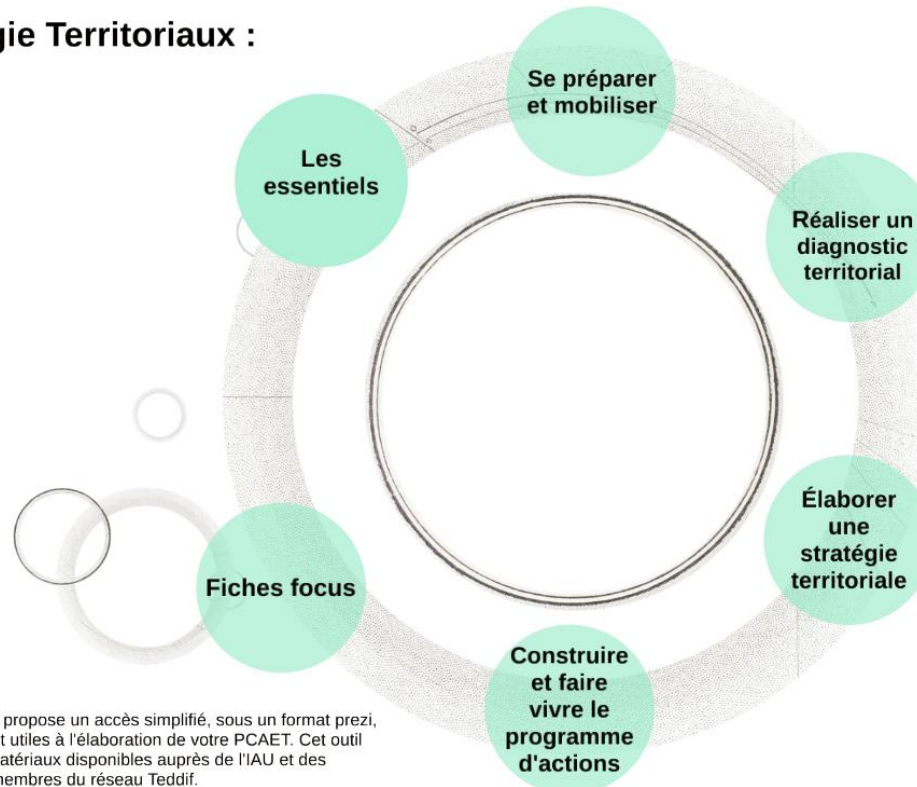 gie Territoriaux :
Se préparer
et mobiliser
Les
essentiels
Réaliser un
diagnostic
territorial
Élaborer
une
stratégie
territoriale
Fiches focus
Construire
et faire
vivre le
programme
d'actions
propose un accès simplifié, sous un format prezi,
t utiles à l'élaboration de votre PCAET. Cet outil
atériaux disponibles auprès de l'IAU et des
membres du réseau Teddif.